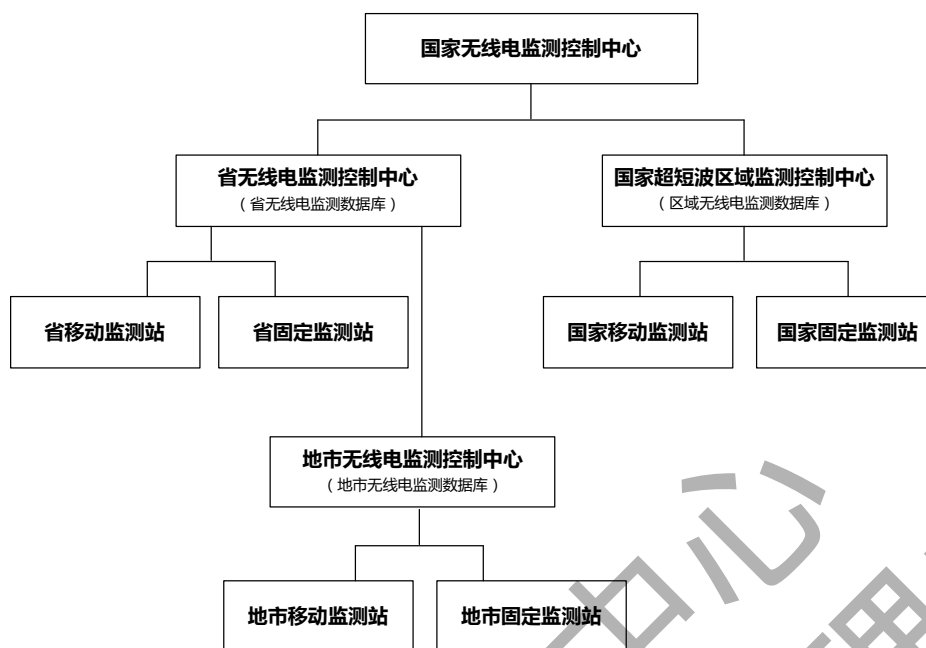 国家无线电监测控制中心
省无线电监测控制中心
（省无线电监测数据库）
国家超短波区域监测控制中心
（区域无线电监测数据库）
省移动监测站
省固定监测站
国家移动监测站
国家固定监测站
地市无线电监测控制中心
（地市无线电监测数据库）
地市移动监测站
地市固定监测站
中心
理